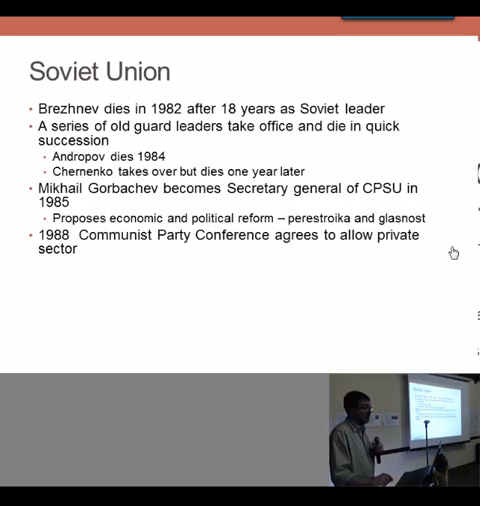 Soviet Union
• Brezhnev dies in 1982 after 18 years as Soviet leader
• A series of old guard leaders take office and die in quick
succession
• Andropov dies 1984
• Chernenko takes over but dies one year later
• Mikhail Gorbachev becomes Secretary general of CPSU in
1985
• Proposes economic and political reform – perestroika and glasnost
• 1988 Communist Party Conference agrees to allow private
sector